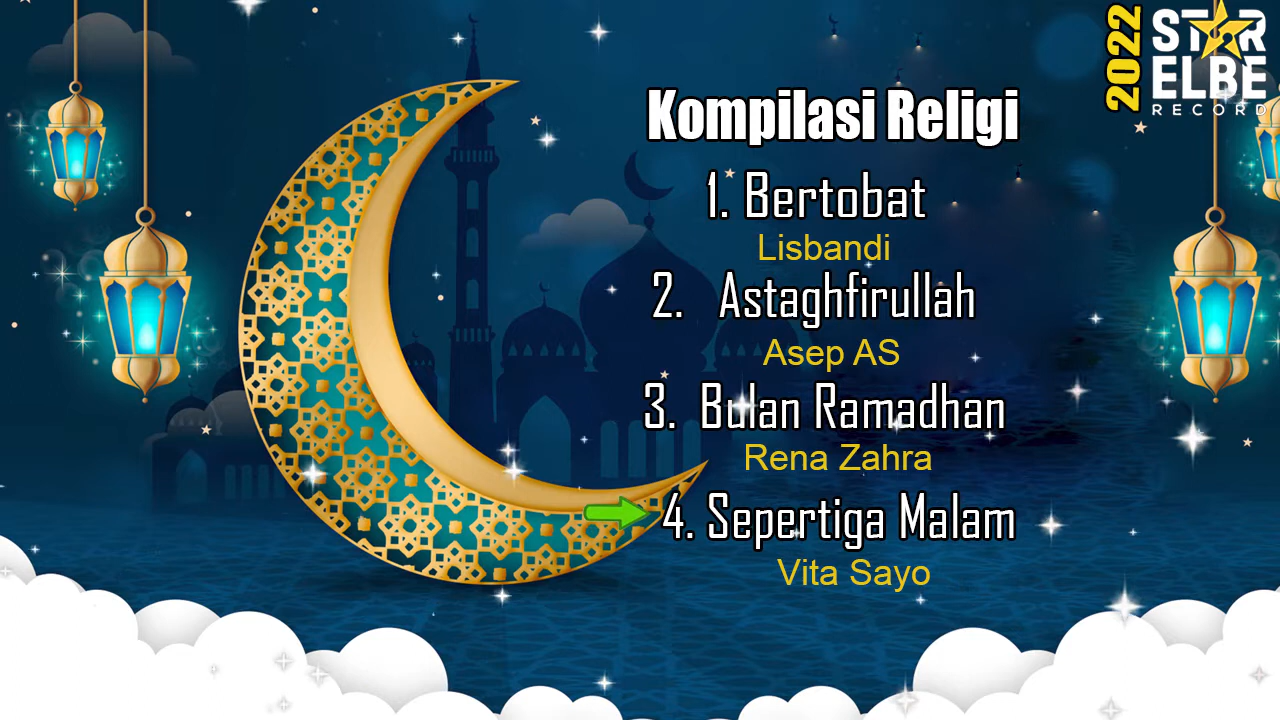 2022
STAR
ELBE
RECORD
Kompilasi Religi
1. Bertobat
Lisbandi
2. Astaghfirullah
Asep AS
3. Bulan Ramadhan
Rena Zahra
4. Sepertiga Malam
Vita Sayo